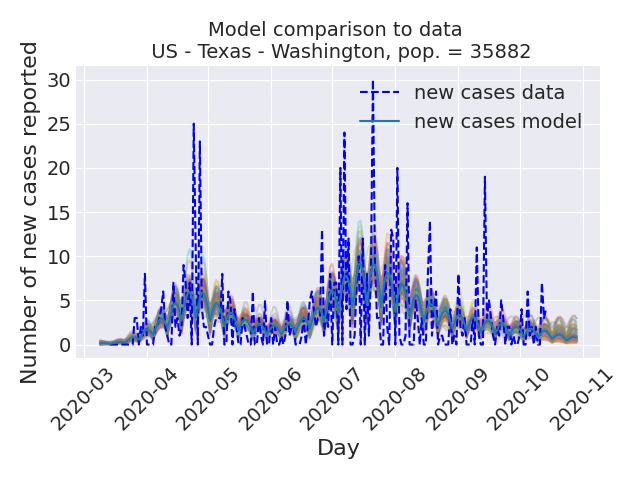 Model comparison to data
US - Texas - Washington, pop. = 35882
Number of new cases reported
30
25
20
15
10
5
0
new cases data
new cases model
2020-03
2020-04
2020-05
2020-06
2020-07
2020-08
2020-09
2020-10
2020-11
Day